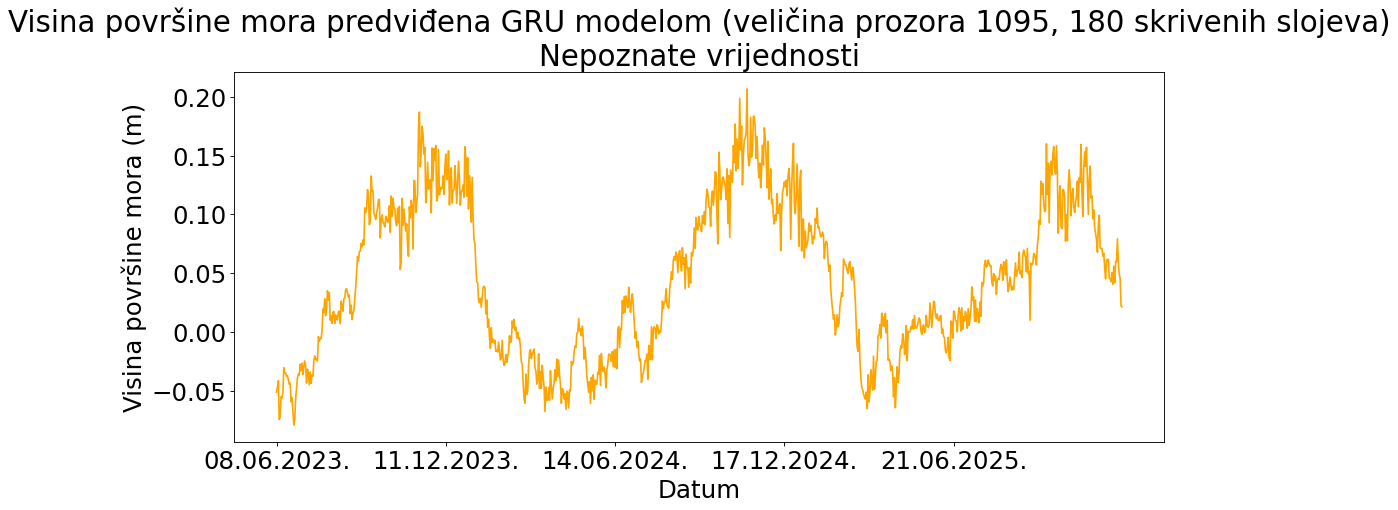 Visina površine mora predviđena GRU modelom (veličina prozora 1095, 180 skrivenih slojeva)
Nepoznate vrijednosti
Visina površine mora (m)
0.20
0.15
0.10
0.05
0.00
−0.05
08.06.2023. 11.12.2023. 14.06.2024. 17.12.2024. 21.06.2025.
Datum